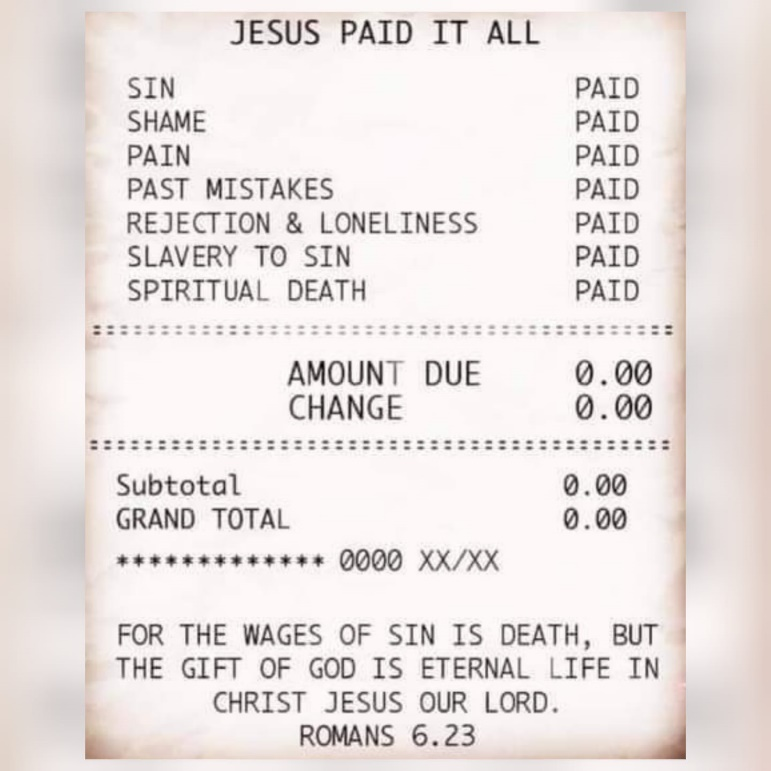 JESUS PAID IT ALL
SIN PAID
SHAME PAID
PAIN PAID
PAST MISTAKES PAID
REJECTION & LONELINESS PAID
SLAVERY TO SIN PAID
SPIRITUAL DEATH PAID
AMOUNT DUE 0.00
CHANGE 0.00
Subtotal 0.00
GRAND TOTAL 0.00
************* 0000 XX/XX
FOR THE WAGES OF SIN IS DEATH, BUT
THE GIFT OF GOD IS ETERNAL LIFE IN
CHRIST JESUS OUR LORD.
ROMANS 6.23